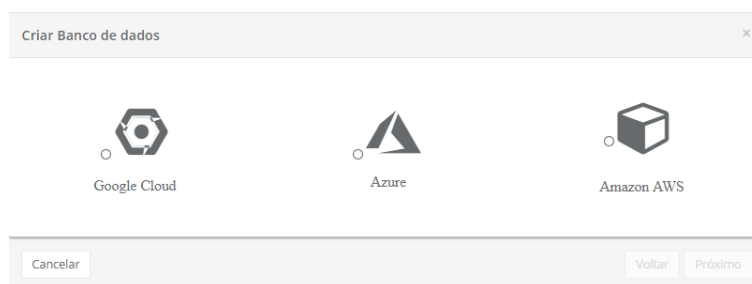 Criar Banco de dados ×
Google Cloud
Azure
Amazon AWS
Cancelar
Voltar
Próximo